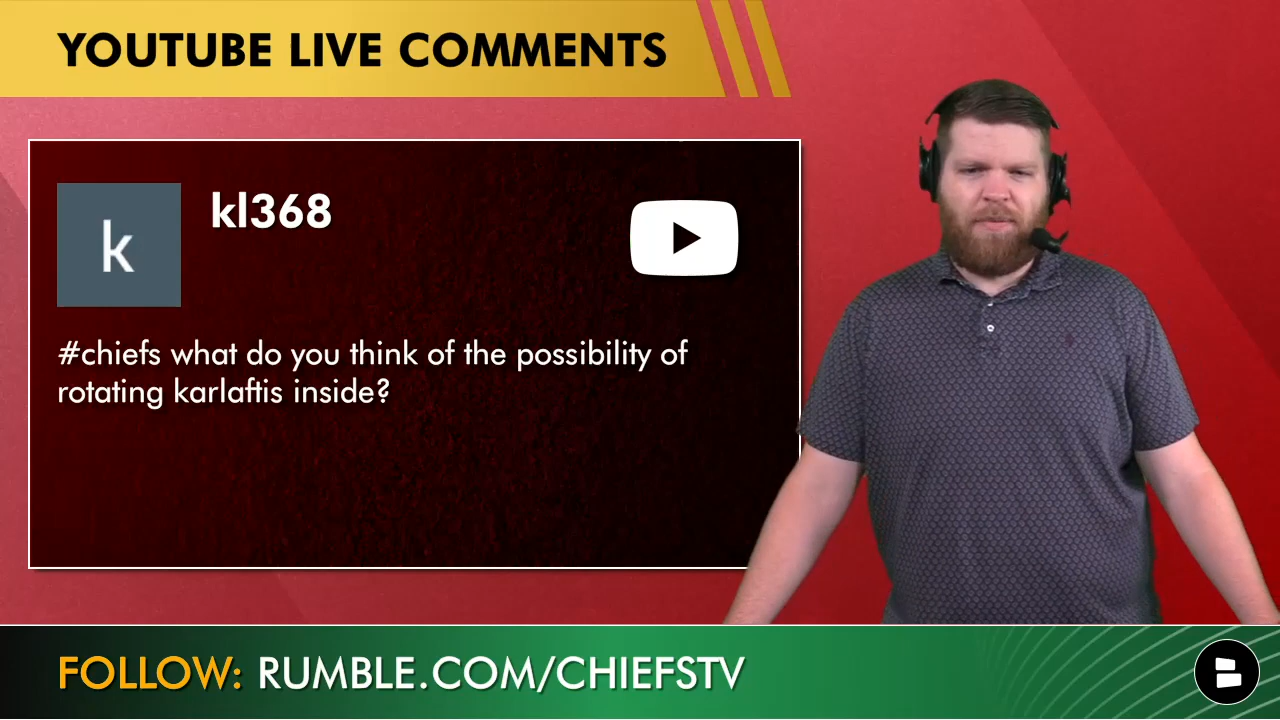 YOUTUBE LIVE COMMENTS
k
kl368
#chiefs what do you think of the possibility of
rotating karlaftis inside?
FOLLOW: RUMBLE.COM/CHIEFSTV